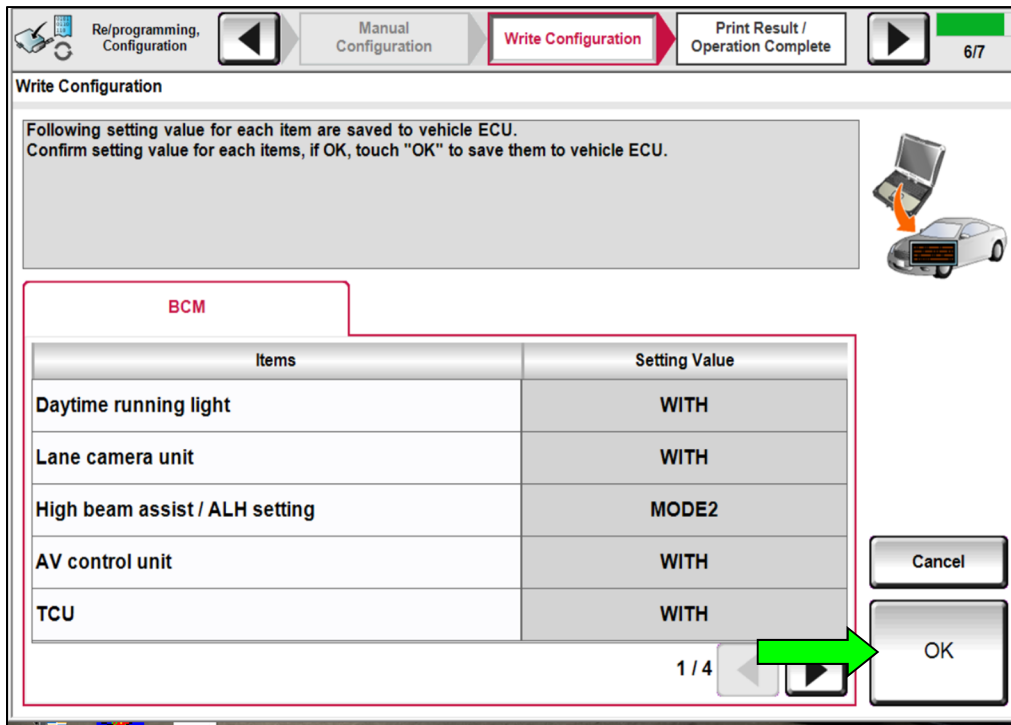 Re/programming,
Configuration
Manual
Configuration
Write Configuration
Print Result /
Operation Complete
6/7
Write Configuration
Following setting value for each item are saved to vehicle ECU.
Confirm setting value for each items, if OK, touch "OK" to save them to vehicle ECU.
BCM
Items
Setting Value
Daytime running light
WITH
Lane camera unit
WITH
High beam assist / ALH setting
MODE2
AV control unit
WITH
TCU
WITH
1 / 4
Cancel
OK